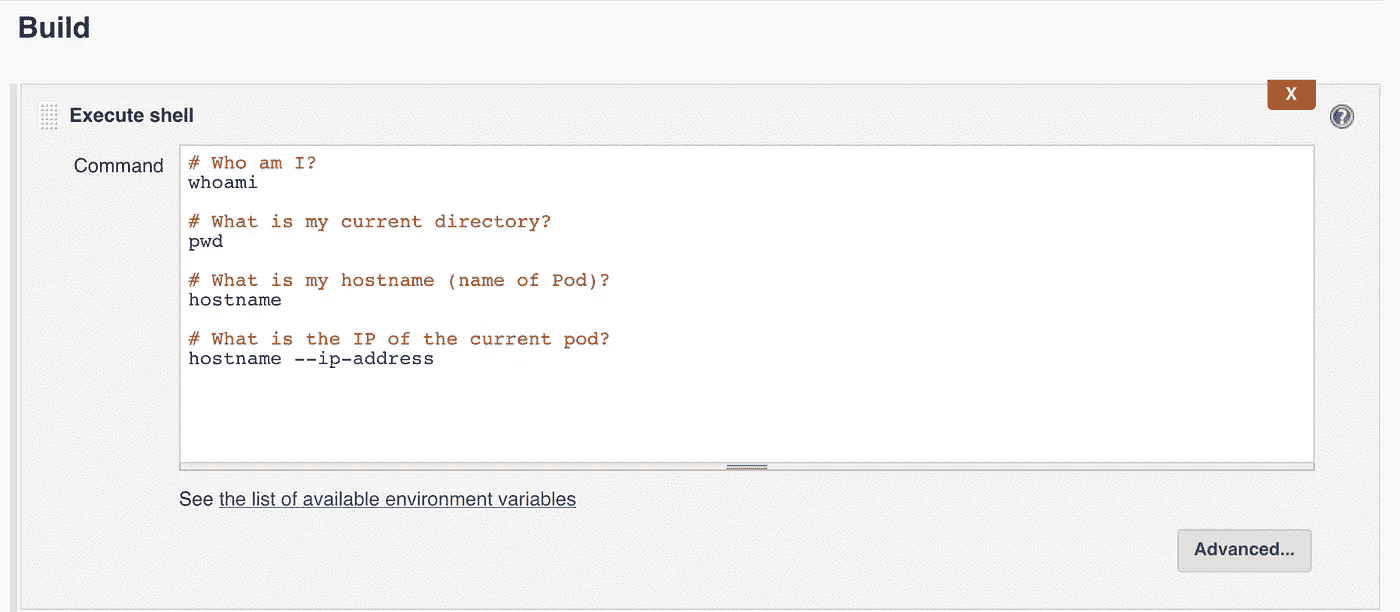 Build
X
Execute shell
?
Command
# Who am I?
whoami
# What is my current directory?
pwd
# What is my hostname (name of Pod)?
hostname
# What is the IP of the current pod?
hostname --ip-address
See the list of available environment variables
Advanced...